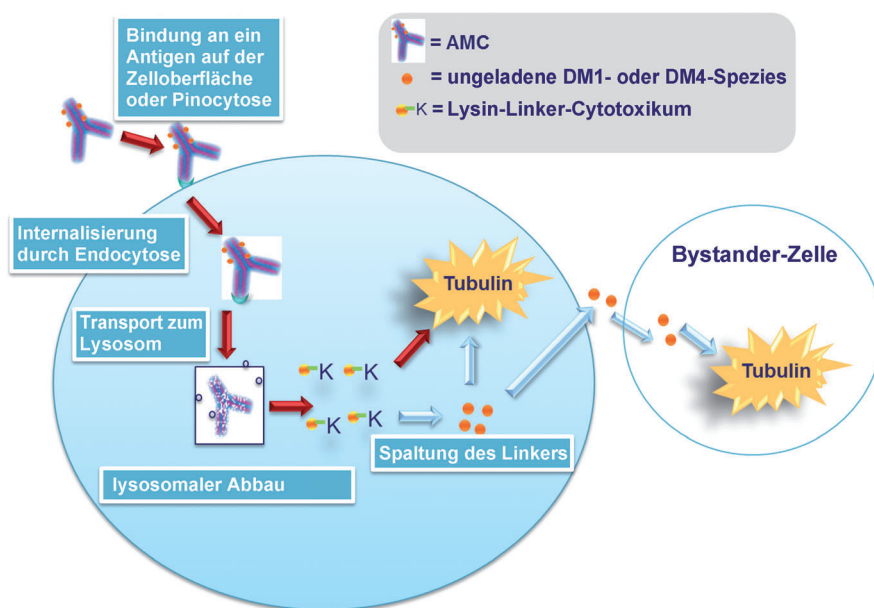 Bindung an ein
Antigen auf der
Zelloberfläche
oder Pinocytose
= AMC
= ungeladene DM1- oder DM4-Spezies
K = Lysin-Linker-Cytotoxikum
Internalisierung
durch Endocytose
Bystander-Zelle
Tubulin
Transport zum
Lysosom
Tubulin
K K
K K
Spaltung des Linkers
lysosomaler Abbau